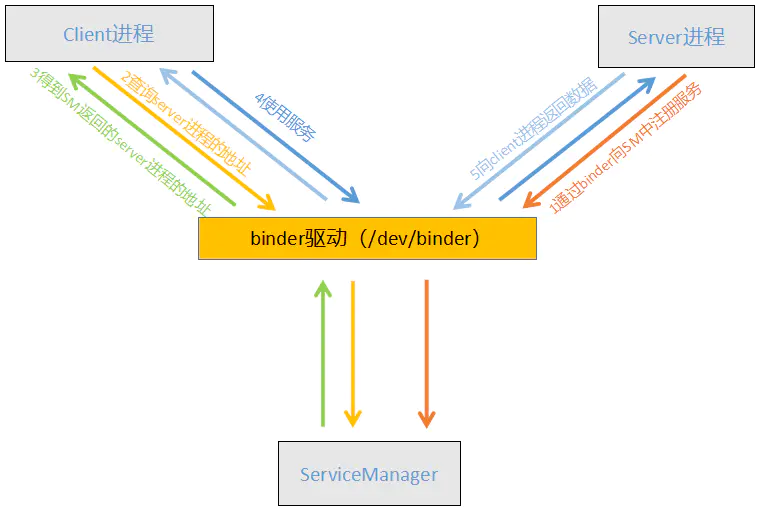 Client进程
Server进程
3得到SM返回的server进程的地址
2查询server进程的地址
4使用服务
5向client进程返回数据
1通过binder向SM中注册服务
binder驱动（/dev/binder）
ServiceManager